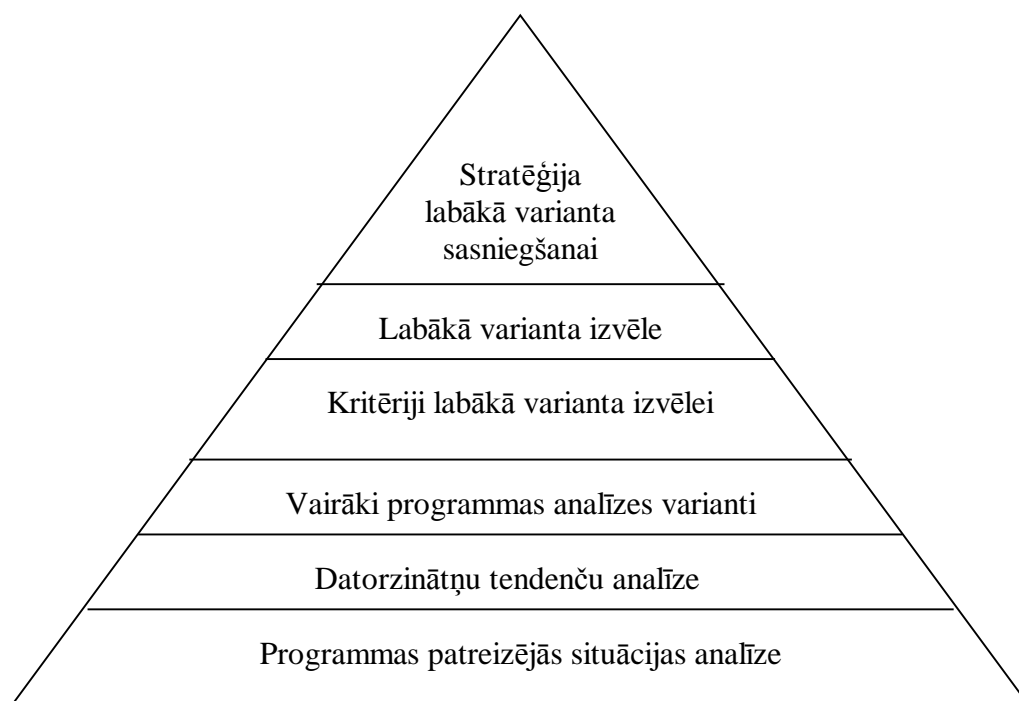 Stratēģija
labākā varianta
sasniegšanai
Labākā varianta izvēle
Kritēriji labākā varianta izvēlei
Vairāki programmas analīzes varianti
Datorzinātņu tendenču analīze
Programmas patreizējās situācijas analīze